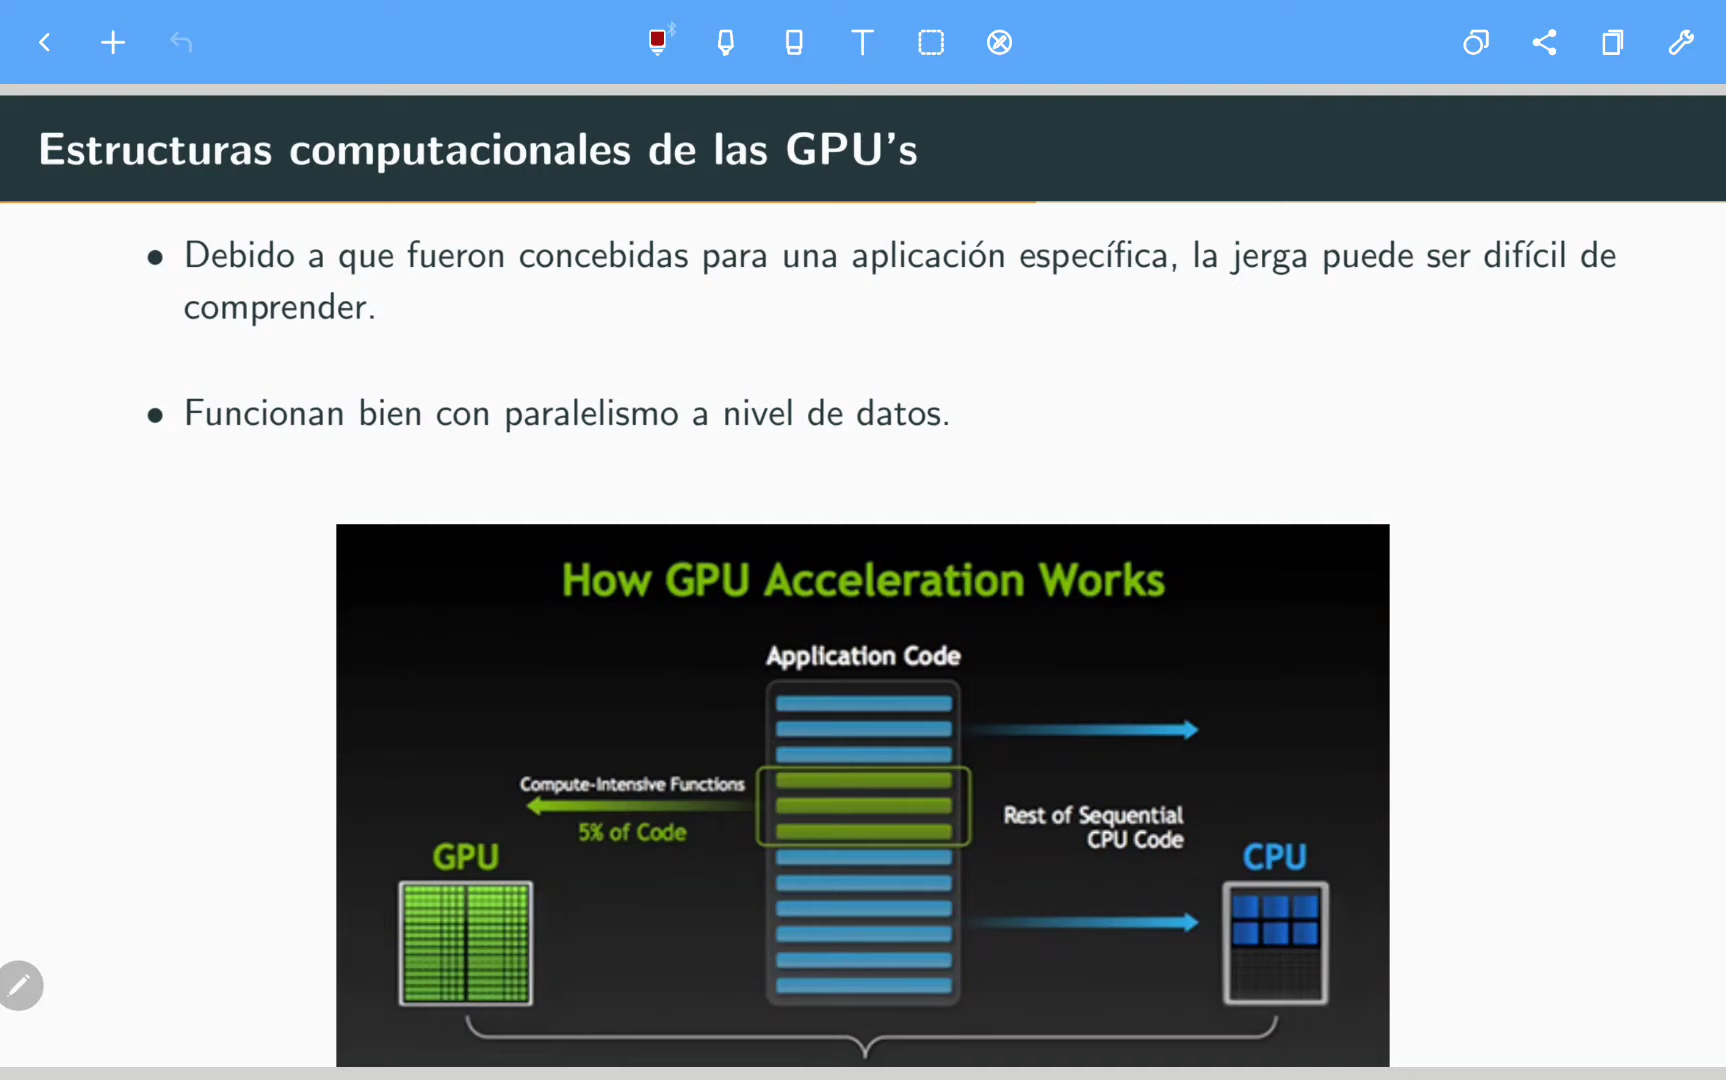 Estructuras computacionales de las GPU's
• Debido a que fueron concebidas para una aplicación específica, la jerga puede ser difícil de
comprender.
• Funcionan bien con paralelismo a nivel de datos.
How GPU Acceleration Works
Application Code
Compute-Intensive Functions
5% of Code
Rest of Sequential
CPU Code
GPU
CPU